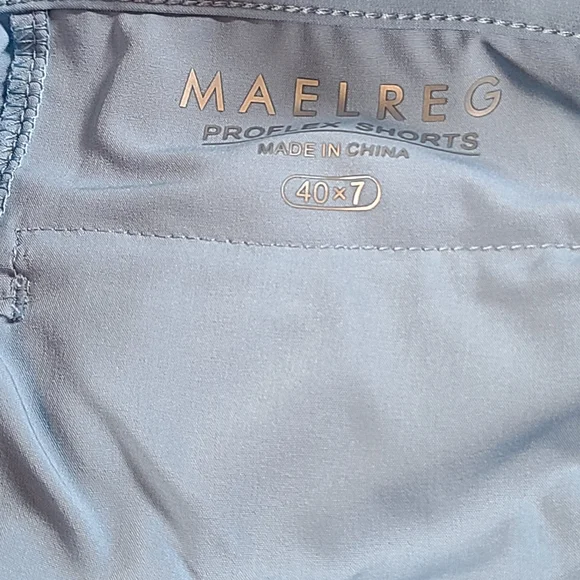 MAELREG
PROFLEX SHORTS
MADE IN CHINA
40×7